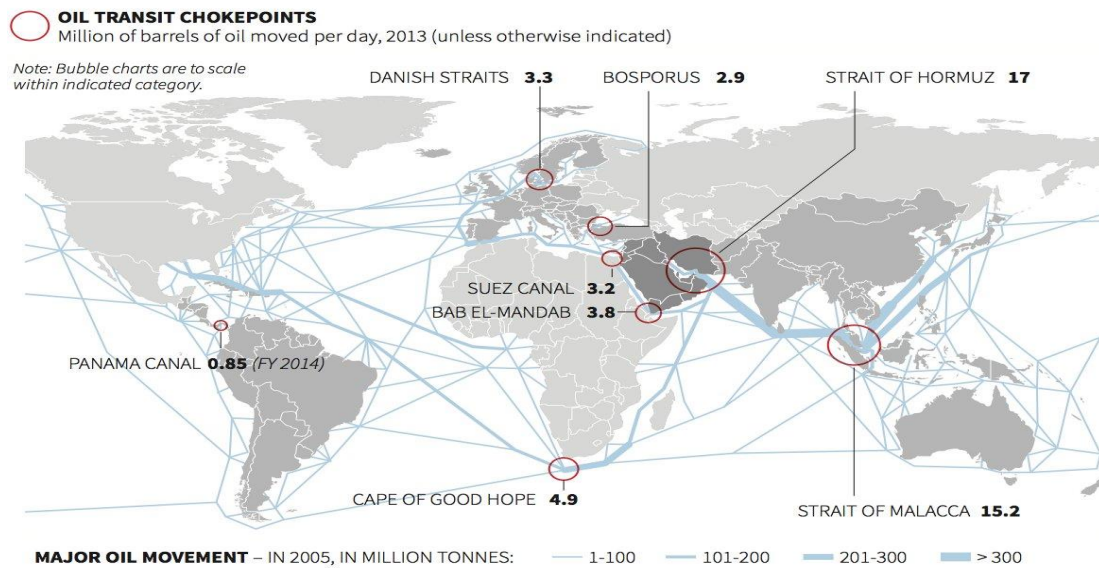 OIL TRANSIT CHOKEPOINTS
Million of barrels of oil moved per day, 2013 (unless otherwise indicated)
Note: Bubble charts are to scale
within indicated category.
DANISH STRAITS 3.3
BOSPORUS 2.9
STRAIT OF HORMUZ 17
SUEZ CANAL 3.2
BAB EL-MANDAB 3.8
PANAMA CANAL 0.85 (FY 2014)
CAPE OF GOOD HOPE 4.9
STRAIT OF MALACCA 15.2
MAJOR OIL MOVEMENT – IN 2005, IN MILLION TONNES: 1-100 101-200 201-300 > 300